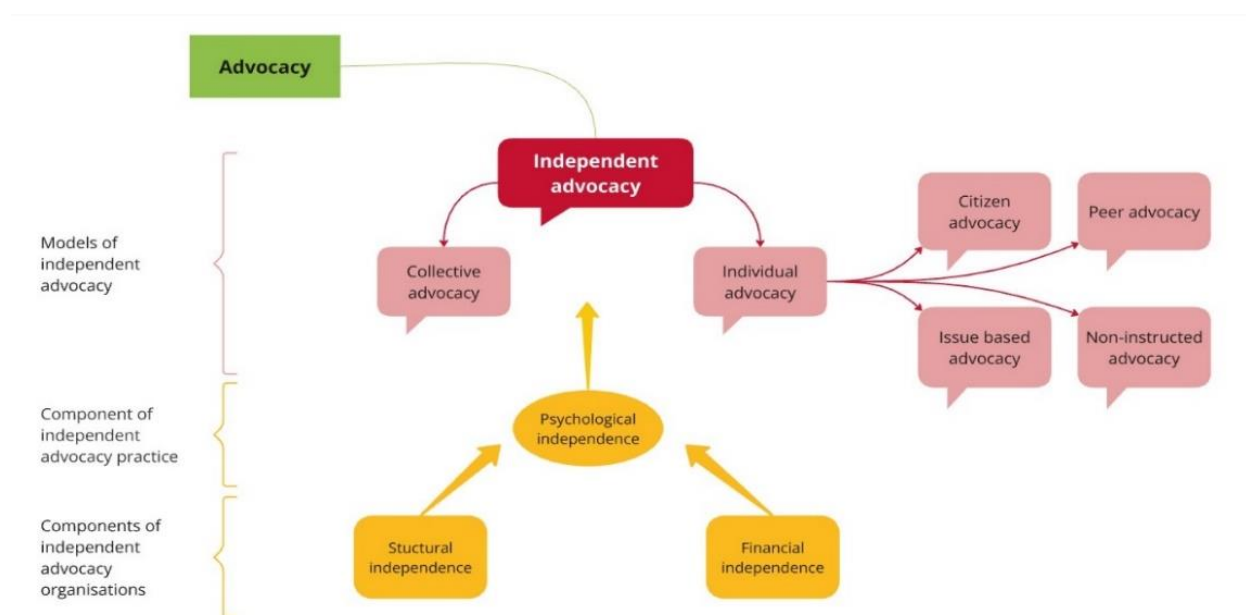 Advocacy
Independent
advocacy
Models of
independent
advocacy
Collective
advocacy
Individual
advocacy
Citizen
advocacy
Peer advocacy
Issue based
advocacy
Non-instructed
advocacy
Component of
independent
advocacy practice
Psychological
independence
Components of
independent
advocacy
organisations
Stuctural
independence
Financial
independence